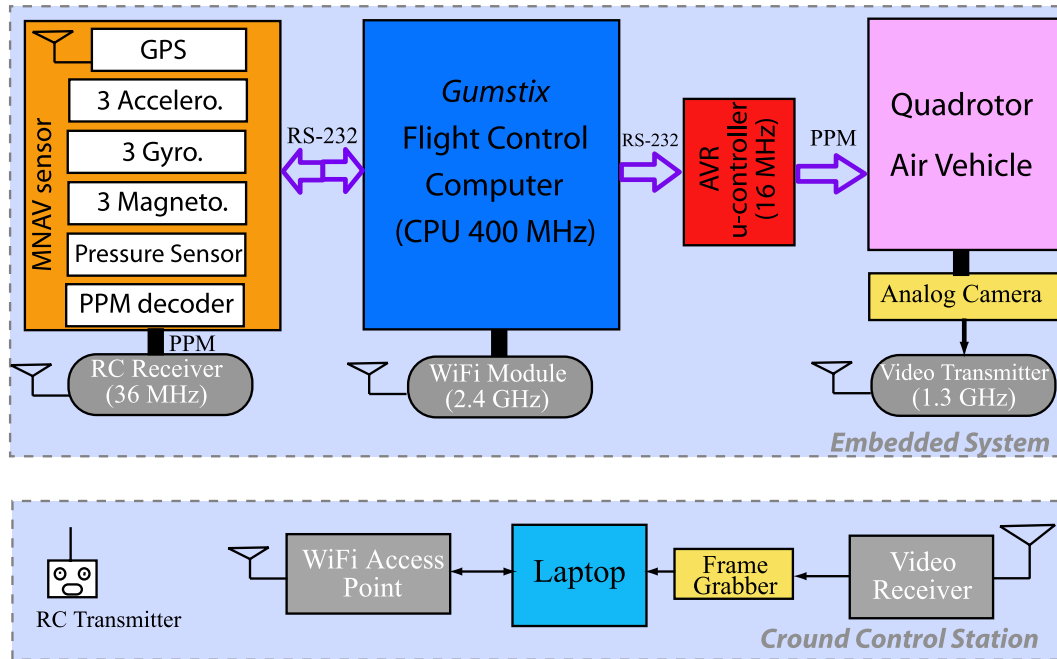 GPS
3 Accelero.
3 Gyro.
3 Magneto.
Pressure Sensor
PPM decoder
MNAV sensor
PPM
RC Receiver
(36 MHz)
RS-232
Gumstix
Flight Control
Computer
(CPU 400 MHz)
WiFi Module
(2.4 GHz)
RS-232
AVR
u-controller
(16 MHz)
PPM
Quadrotor
Air Vehicle
Analog Camera
Video Transmitter
(1.3 GHz)
Embedded System
RC Transmitter
WiFi Access
Point
Laptop
Frame
Grabber
Video
Receiver
Cround Control Station